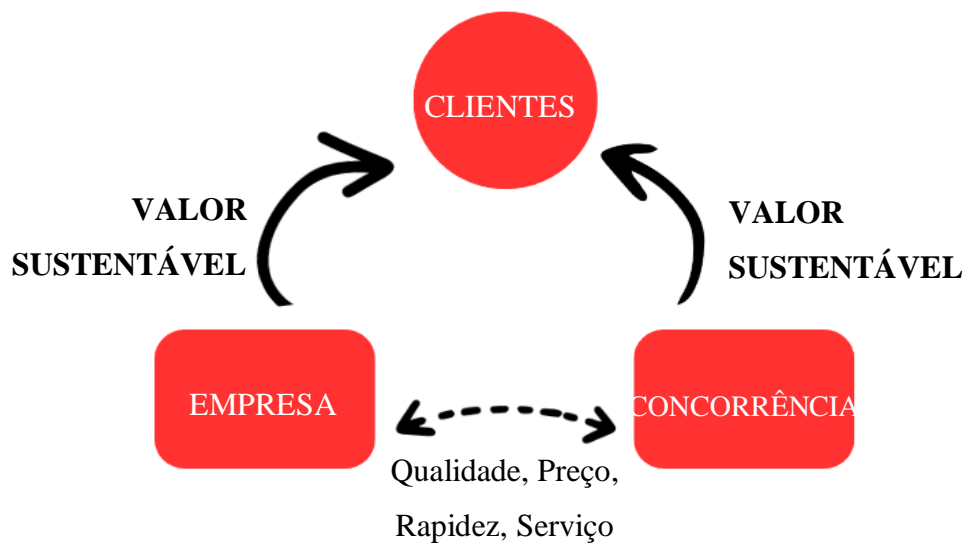 CLIENTES
VALOR
SUSTENTÁVEL
VALOR
SUSTENTÁVEL
EMPRESA
CONCORRÊNCIA
Qualidade, Preço,
Rapidez, Serviço